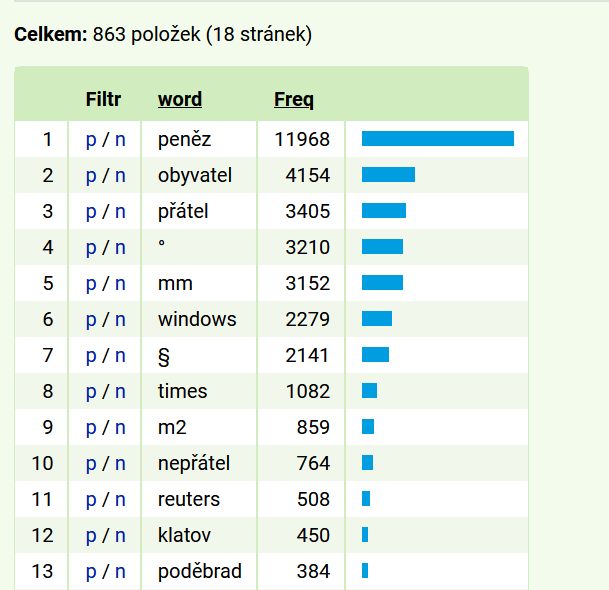 Celkem: 863 položek (18 stránek)
Filtr word Freq
1 p / n peněz 11968
2 p / n obyvatel 4154
3 p / n přátel 3405
4 p / n ° 3210
5 p / n mm 3152
6 p / n windows 2279
7 p / n § 2141
8 p / n times 1082
9 p / n m2 859
10 p / n nepřátel 764
11 p / n reuters 508
12 p / n klatov 450
13 p / n poděbrad 384